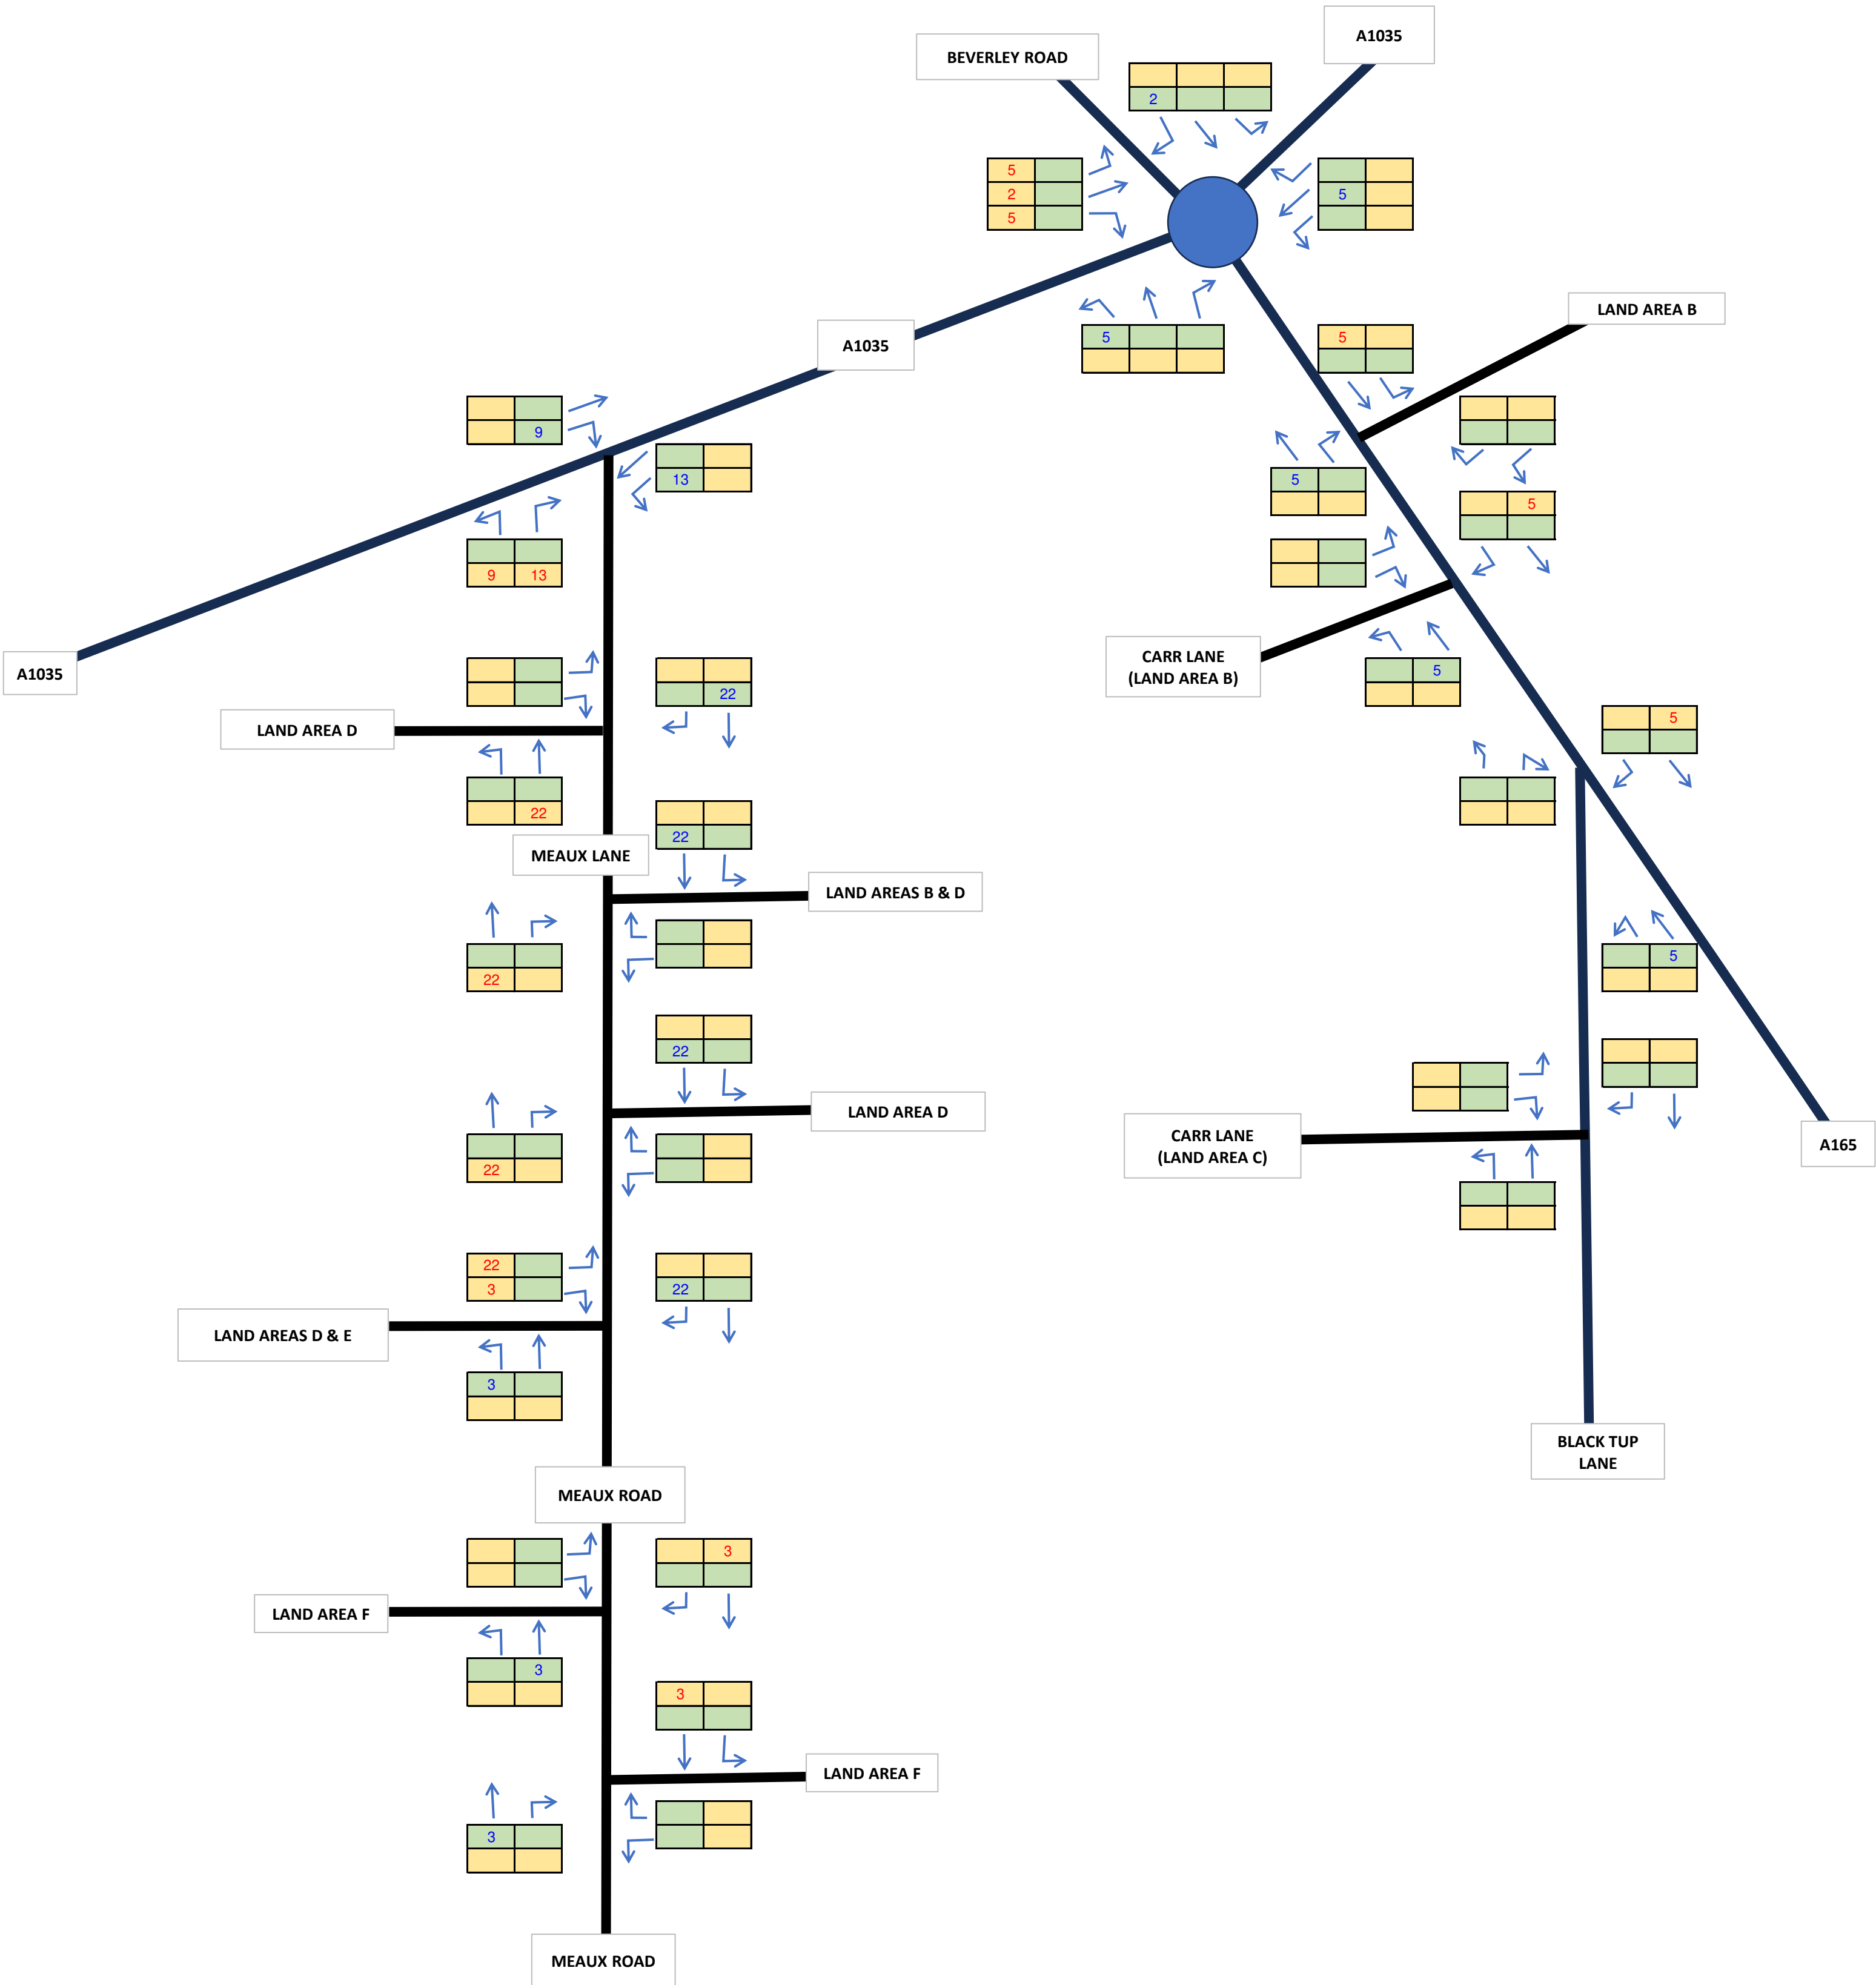 A1035
BEVERLEY ROAD
2
5
2
5
5
5
LAND AREA B
5
A1035
9
13
5
5
9 13
CARR LANE
(LAND AREA B)
A1035
5
22
LAND AREA D
5
22
22
MEAUX LANE
LAND AREAS B & D
22
5
22
LAND AREA D
22
CARR LANE
(LAND AREA C)
A165
22
3
22
LAND AREAS D & E
3
BLACK TUP
LANE
MEAUX ROAD
3
LAND AREA F
3
3
LAND AREA F
3
MEAUX ROAD